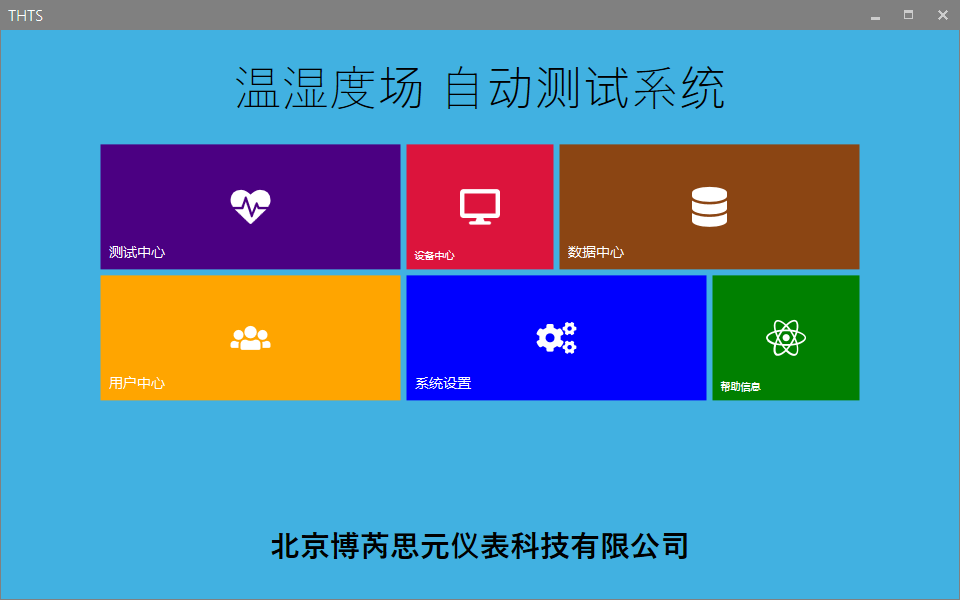 THTS
温湿度场 自动测试系统
测试中心
设备中心
数据中心
用户中心
系统设置
帮助信息
北京博芮思元仪表科技有限公司